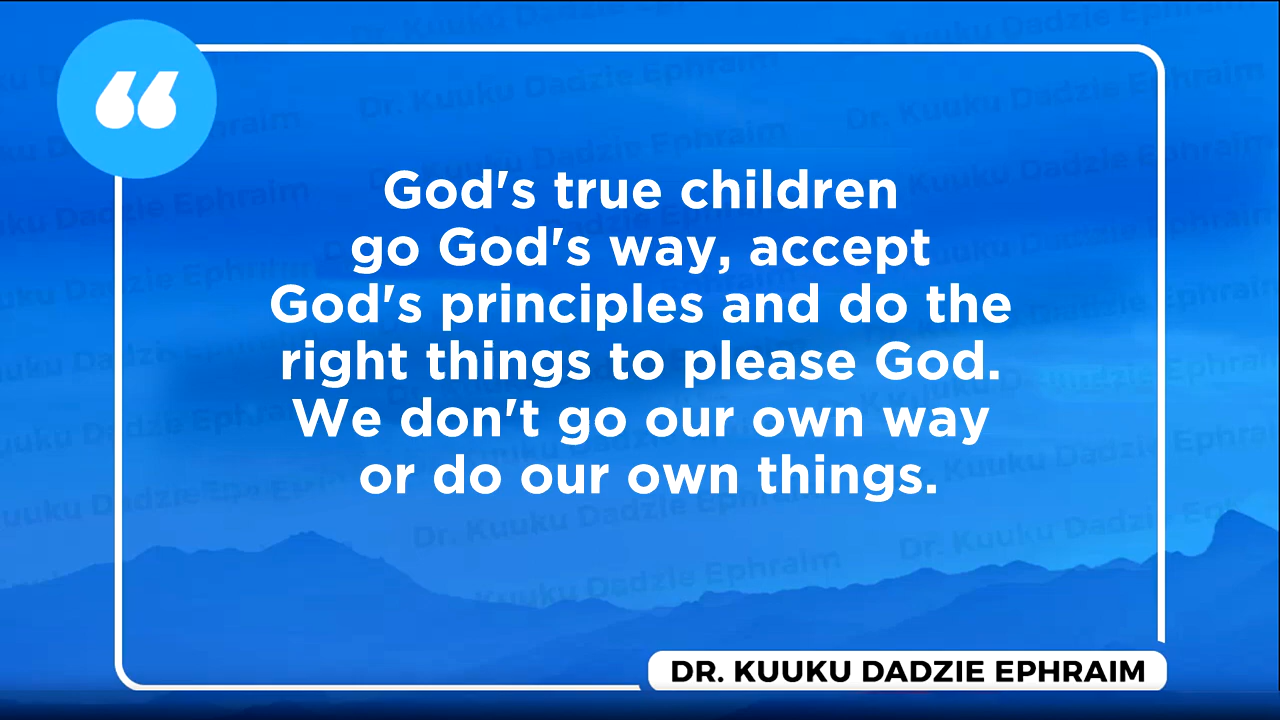 God's true children
go God's way, accept
God's principles and do the
right things to please God.
We don't go our own way
or do our own things.
DR. KUUKU DADZIE EPHRAIM